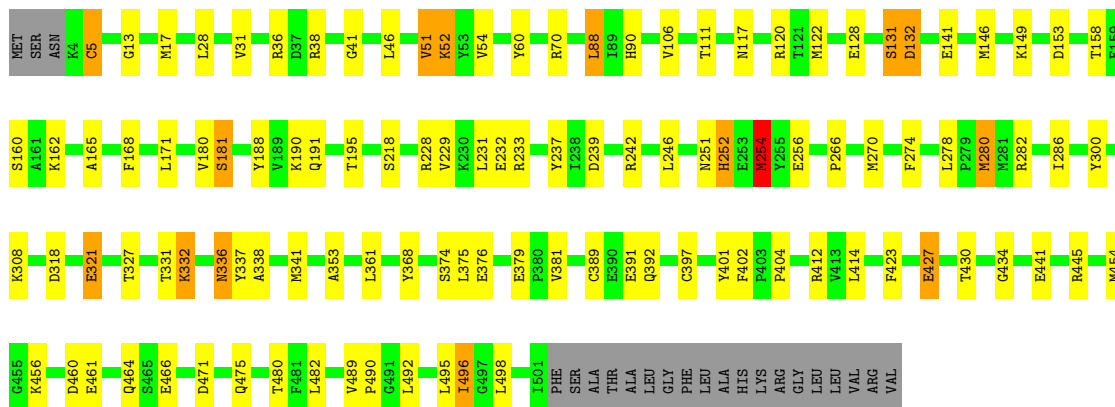 MET SER ASN K4 C5 G13 M17 L28 V31 R36 D37 R38 G41 L46 V51 K52 Y53 V54 Y60 R70 L88 I89 H90 V106 T111 N117 R120 T121 M122 E128 S131 D132 E141 M146 K149 D153 T158 E159
S160 A161 K162 A165 F168 L171 V180 S181 Y188 V189 K190 Q191 T195 S218 R228 V229 K230 L231 E232 R233 Y237 I238 D239 R242 L246 N251 H252 E253 M254 Y255 E256 P266 M270 F274 L278 P279 M280 M281 R282 I286 Y300
K308 D318 E321 T327 T331 K332 N336 Y337 A338 M341 A353 L361 Y368 S374 L375 E376 E379 P380 V381 C389 E390 E391 Q392 C397 Y401 F402 P403 P404 R412 V413 L414 F423 E427 T430 G434 E441 R445 M454
G455 K456 D460 E461 Q464 S465 E466 D471 Q475 T480 F481 L482 V489 P490 G491 L492 L495 I496 G497 L498 I501 PHE SER ALA THR ALA LEU GLY PHE LEU ALA HIS LYS ARG GLY LEU LEU VAL ARG VAL